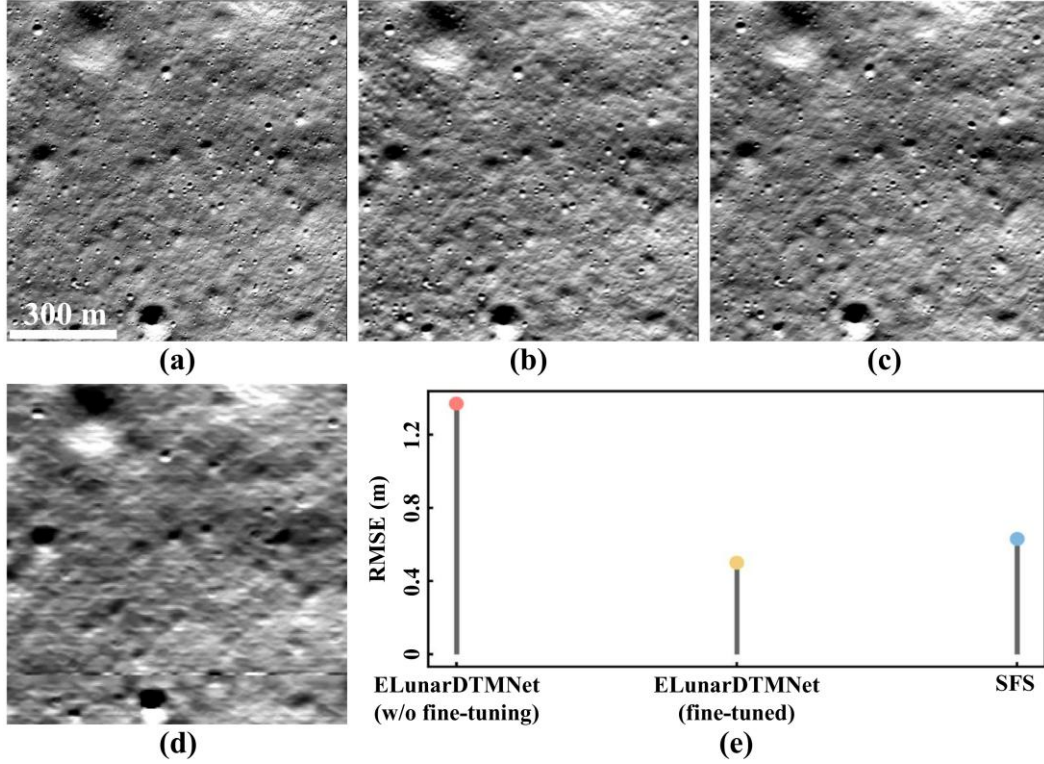 300 m
(a)
(b)
(c)
(d)
RMSE (m)
1.2
0.8
0.4
0
ELunarDTMNet
(w/o fine-tuning)
ELunarDTMNet
(fine-tuned)
SFS
(e)